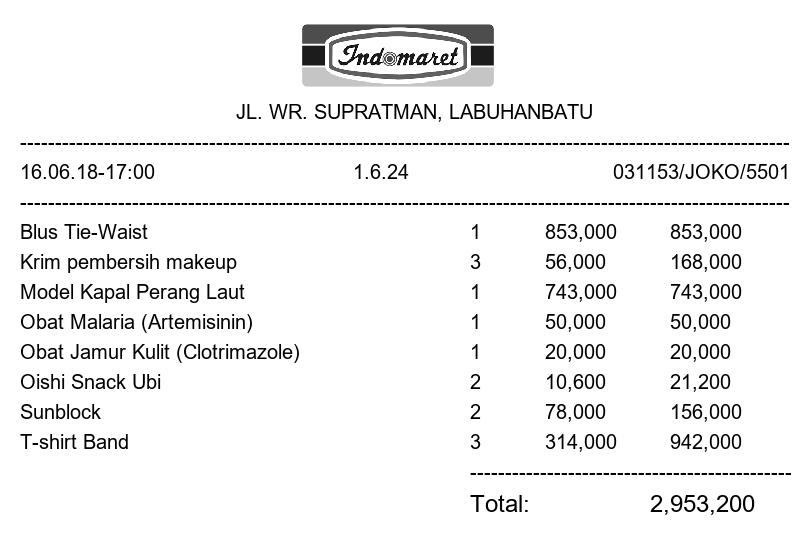 Indomaret
JL. WR. SUPRATMAN, LABUHANBATU
16.06.18-17:00 1.6.24 031153/JOKO/5501
Blus Tie-Waist 1 853,000 853,000
Krim pembersih makeup 3 56,000 168,000
Model Kapal Perang Laut 1 743,000 743,000
Obat Malaria (Artemisinin) 1 50,000 50,000
Obat Jamur Kulit (Clotrimazole) 1 20,000 20,000
Oishi Snack Ubi 2 10,600 21,200
Sunblock 2 78,000 156,000
T-shirt Band 3 314,000 942,000
Total: 2,953,200